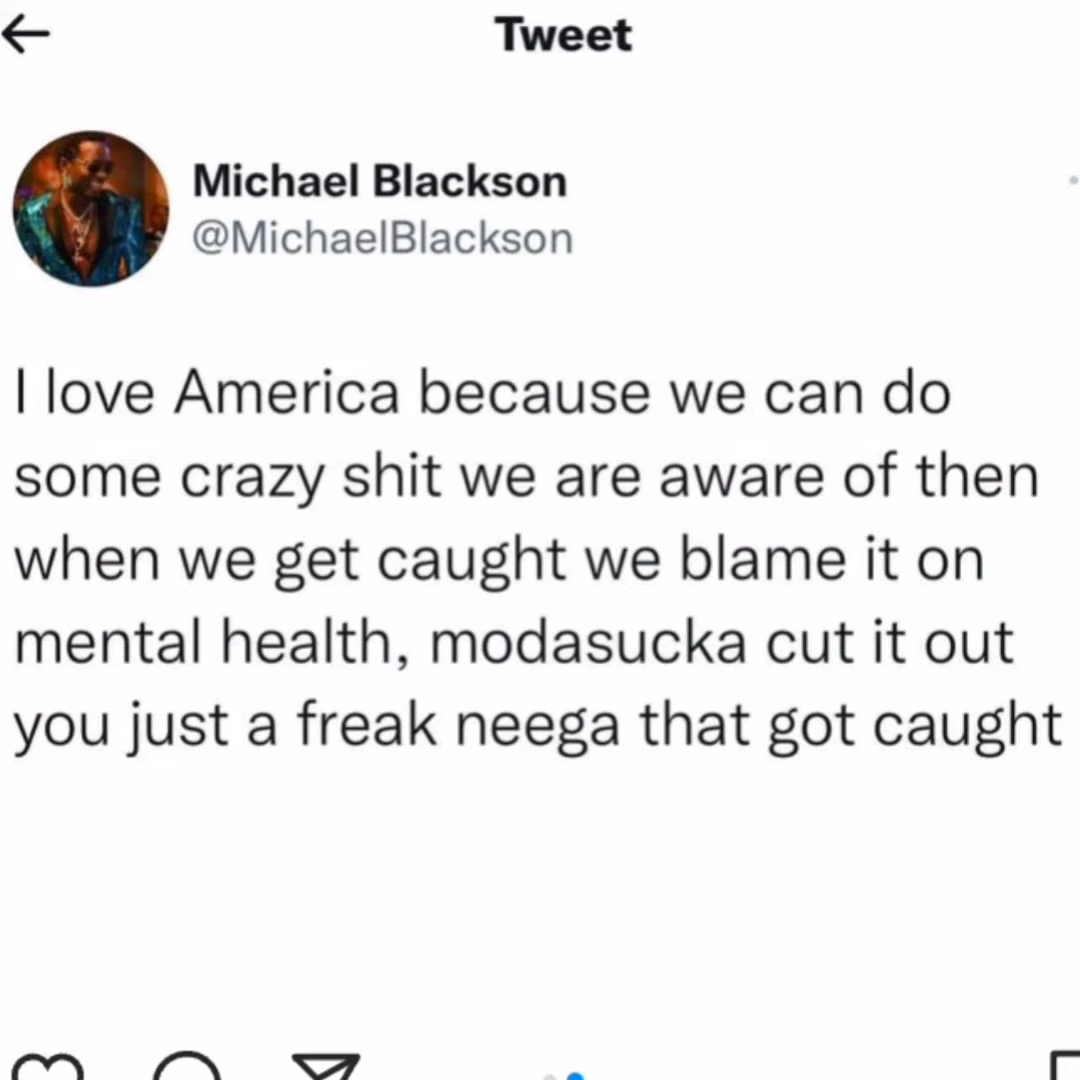 Tweet
Michael Blackson
@MichaelBlackson
I love America because we can do
some crazy shit we are aware of then
when we get caught we blame it on
mental health, modasucka cut it out
you just a freak neega that got caught